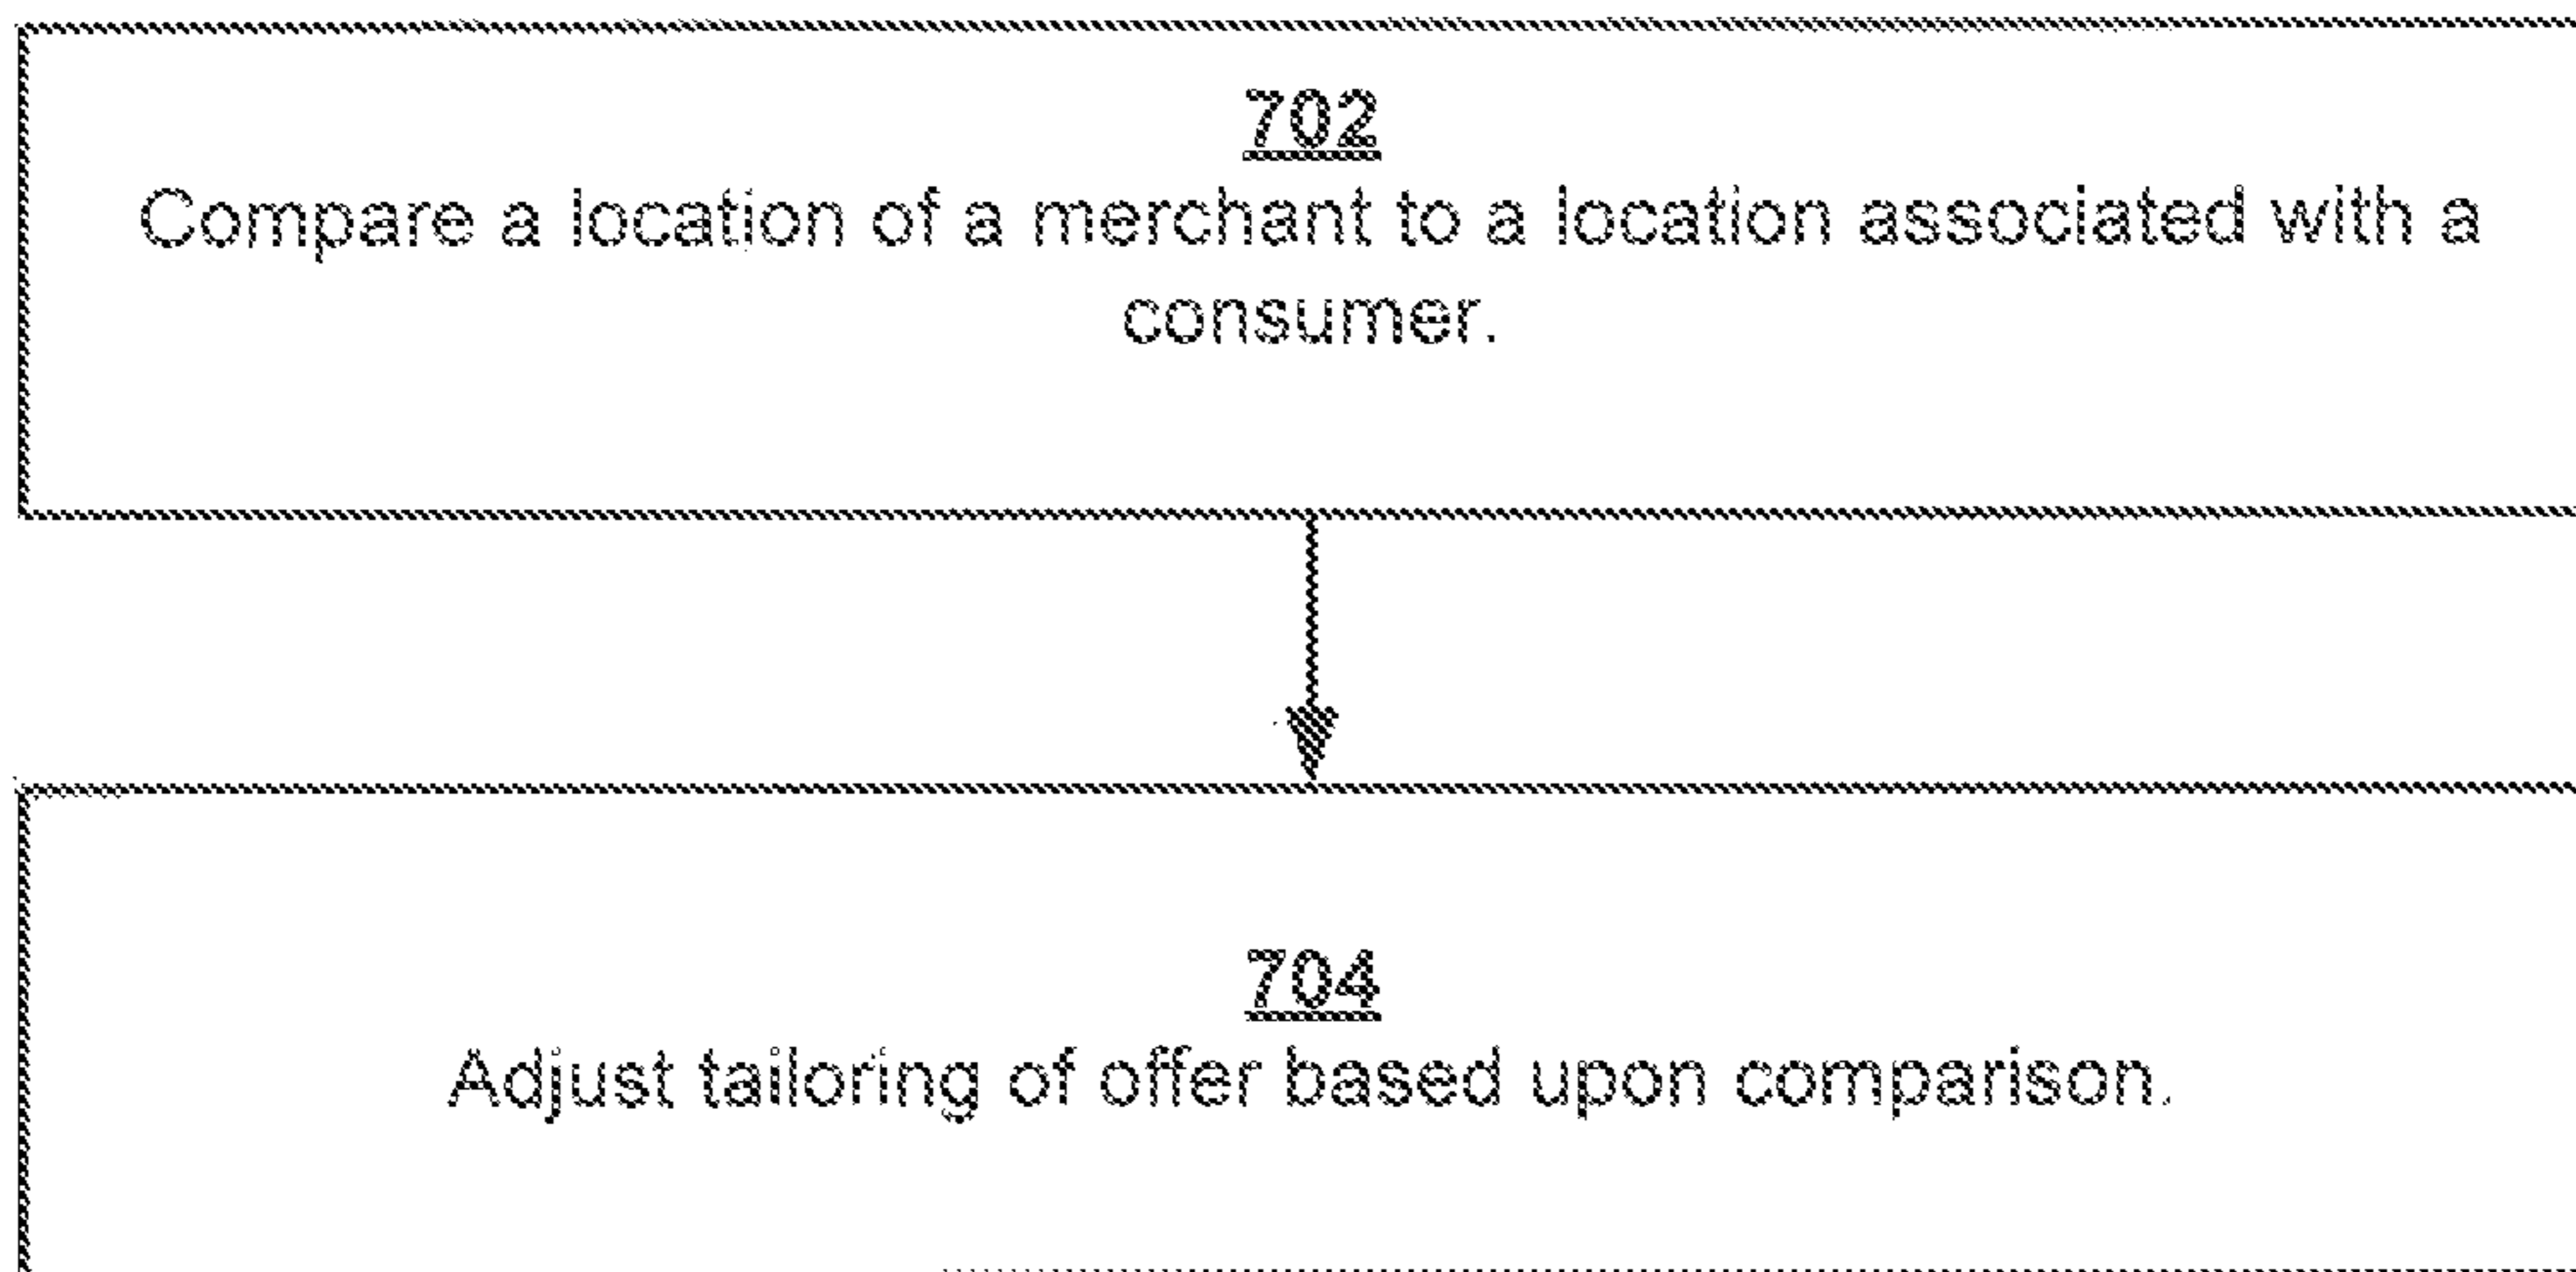 702
Compare a location of a merchant to a location associated with a
consumer.
704
Adjust tailoring of offer based upon comparison.